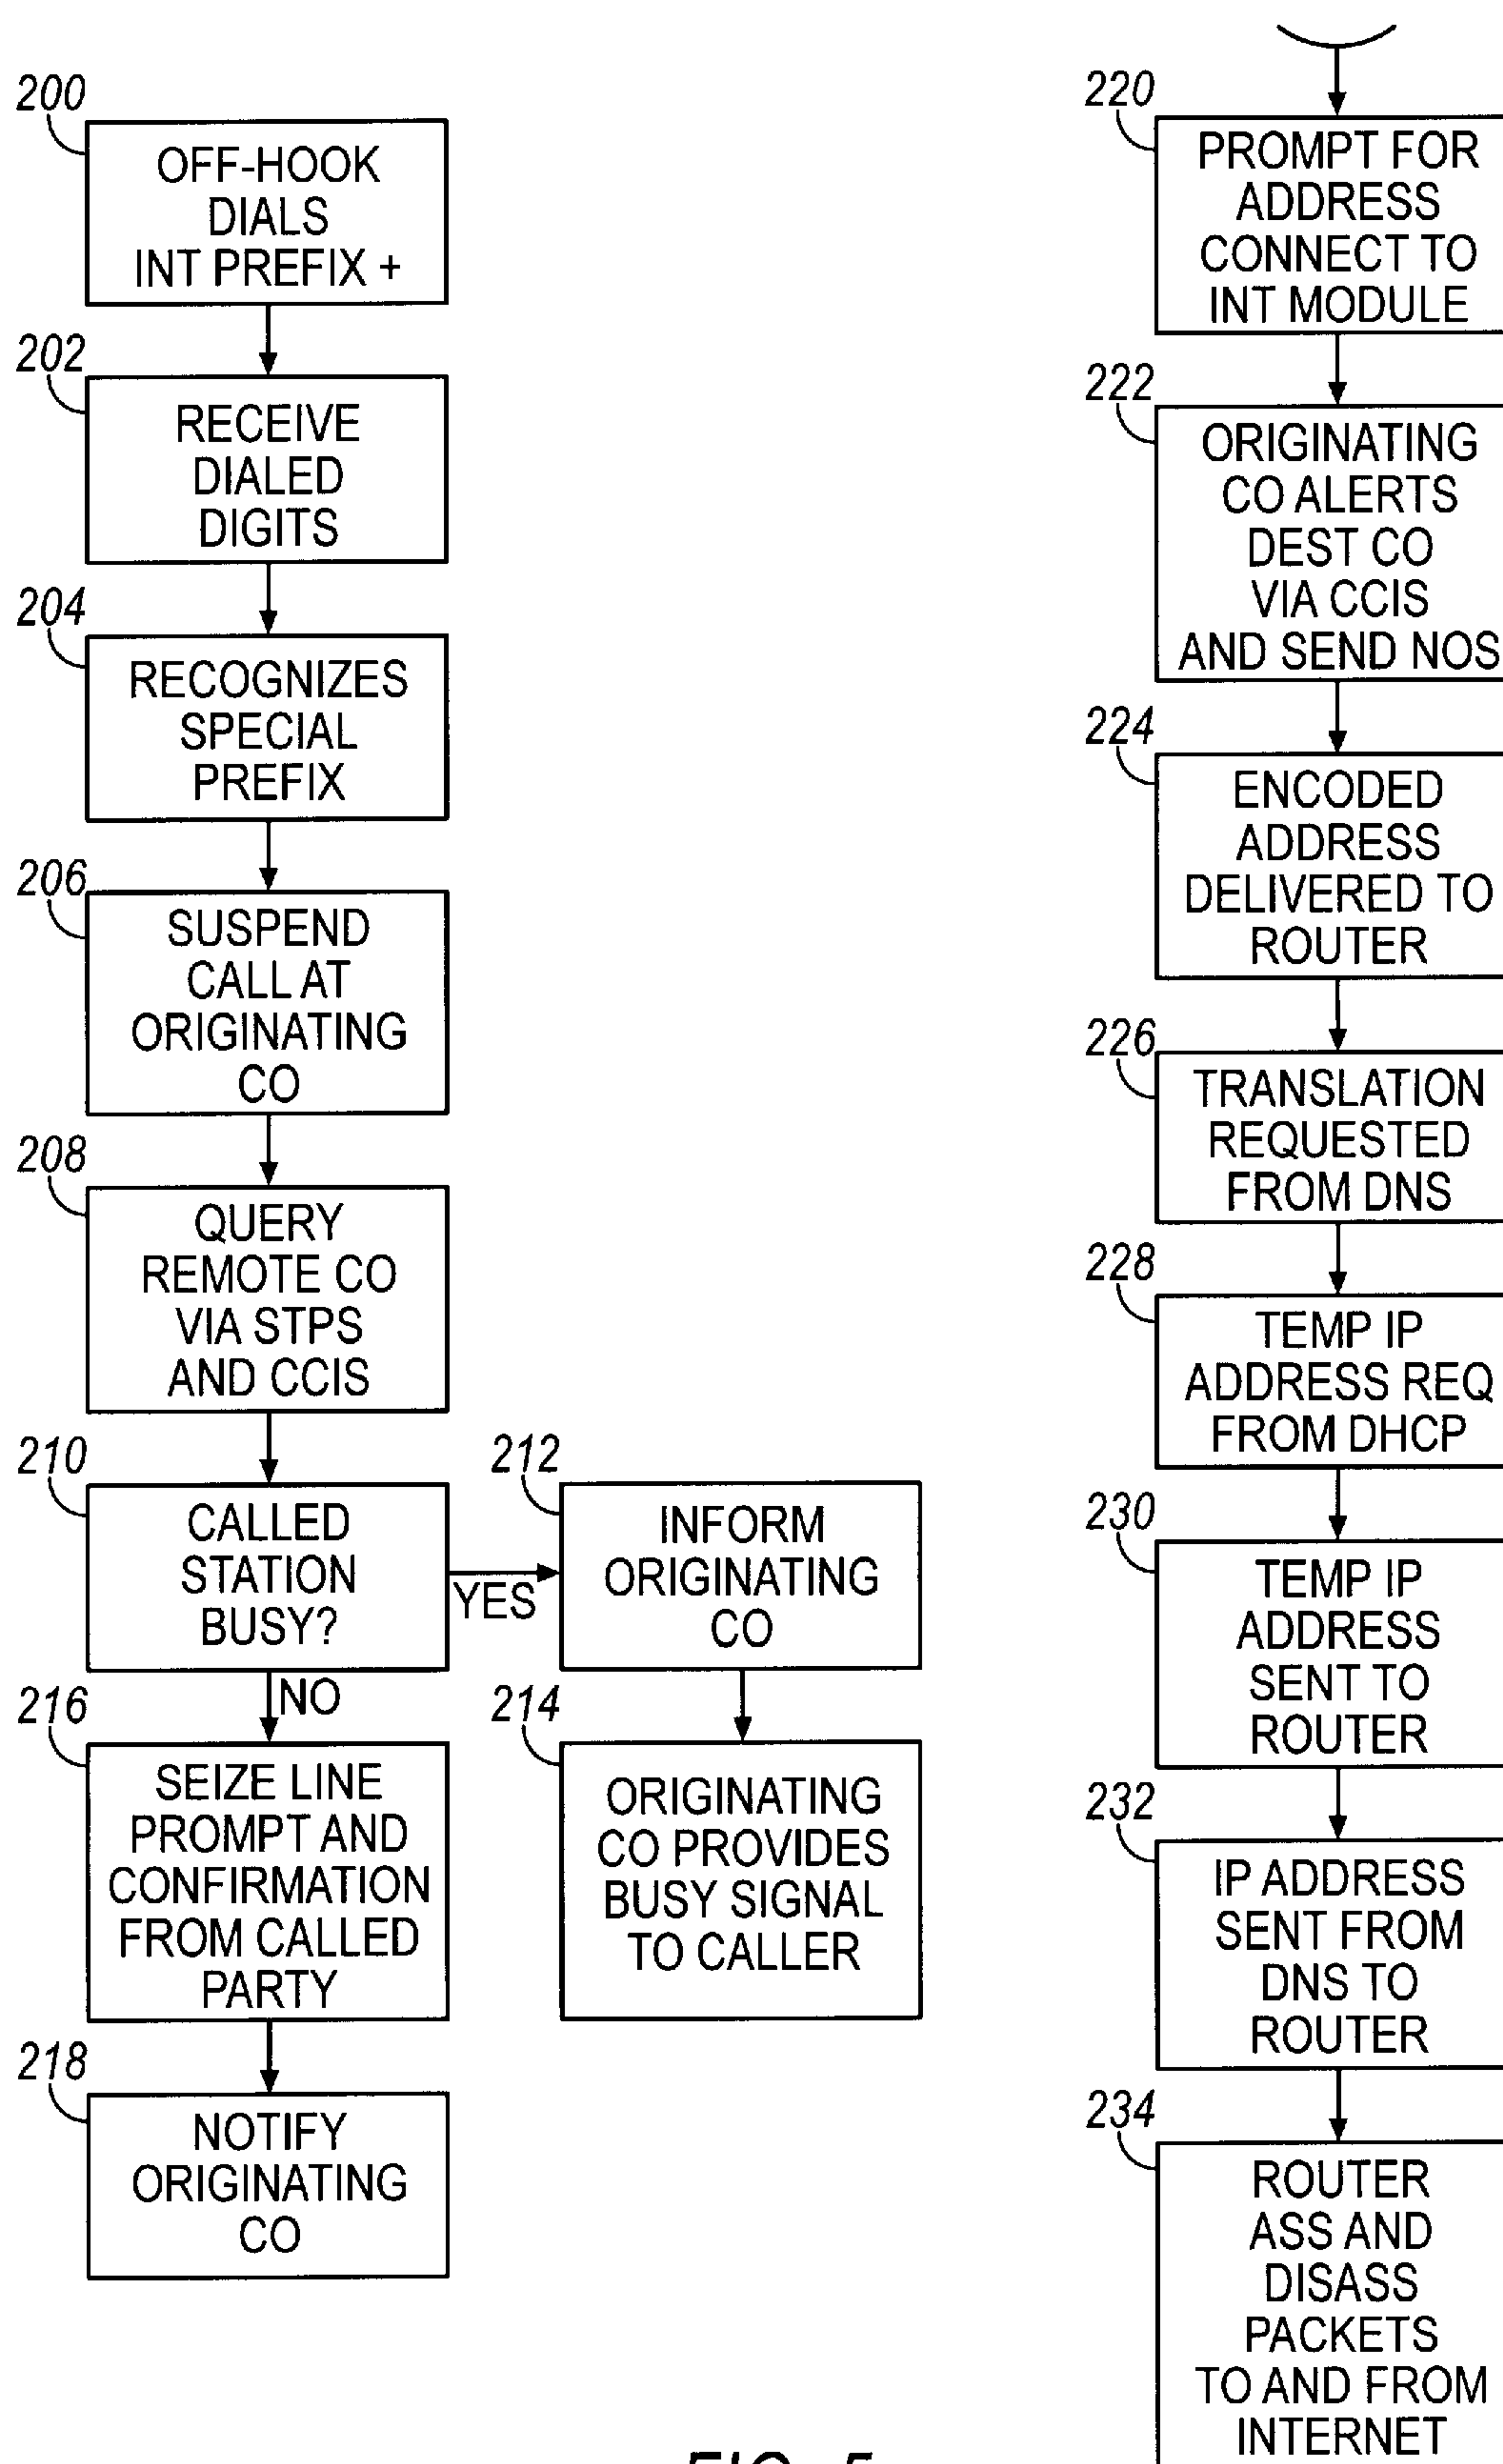 200
OFF-HOOK
DIALS
INT PREFIX +
202
RECEIVE
DIALED
DIGITS
204
RECOGNIZES
SPECIAL
PREFIX
206
SUSPEND
CALL AT
ORIGINATING
CO
208
QUERY
REMOTE CO
VIA STPS
AND CCIS
210
CALLED
STATION
BUSY?
YES
NO
212
INFORM
ORIGINATING
CO
214
ORIGINATING
CO PROVIDES
BUSY SIGNAL
TO CALLER
216
SEIZE LINE
PROMPT AND
CONFIRMATION
FROM CALLED
PARTY
218
NOTIFY
ORIGINATING
CO
220
PROMPT FOR
ADDRESS
CONNECT TO
INT MODULE
222
ORIGINATING
CO ALERTS
DEST CO
VIA CCIS
AND SEND NOS
224
ENCODED
ADDRESS
DELIVERED TO
ROUTER
226
TRANSLATION
REQUESTED
FROM DNS
228
TEMP IP
ADDRESS REQ
FROM DHCP
230
TEMP IP
ADDRESS
SENT TO
ROUTER
232
IP ADDRESS
SENT FROM
DNS TO
ROUTER
234
ROUTER
ASS AND
DISASS
PACKETS
TO AND FROM
INTERNET
FIG. 5